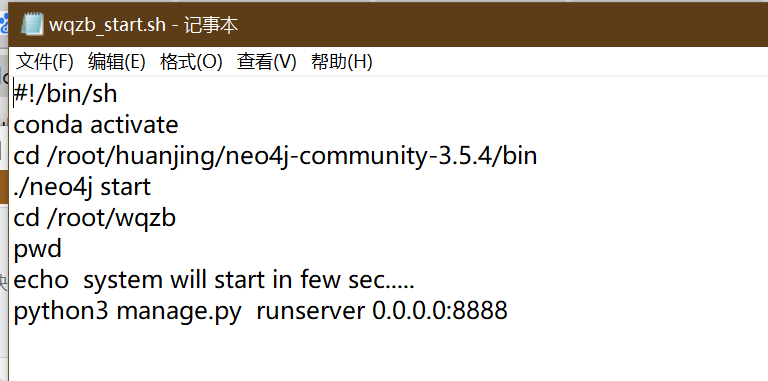 wqzb_start.sh - 记事本
文件(F) 编辑(E) 格式(O) 查看(V) 帮助(H)
#!/bin/sh
conda activate
cd /root/huanjing/neo4j-community-3.5.4/bin
./neo4j start
cd /root/wqzb
pwd
echo  system will start in few sec.....
python3 manage.py  runserver 0.0.0.0:8888